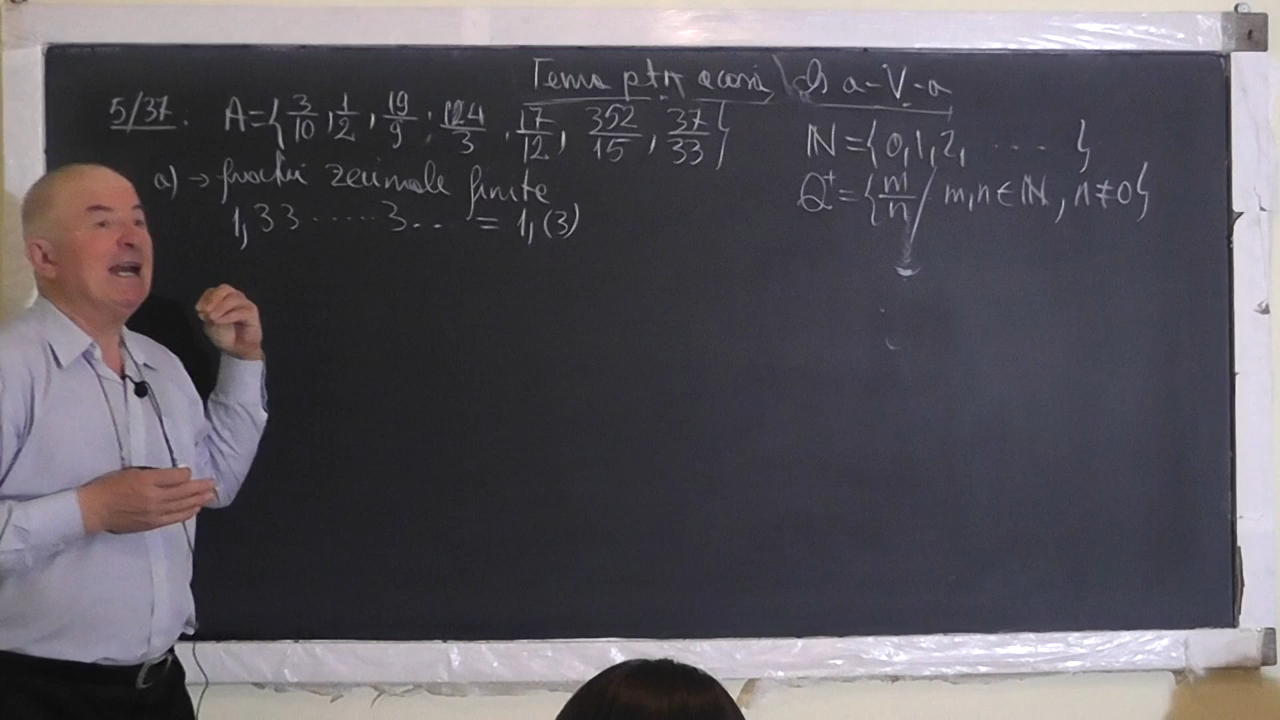 Tema ptr acasă cls a-V-a
5/37. A={3/10, 1/2, 19/9, 124/3, 17/12, 352/15, 37/33}
a) → fracții zecimale finite
1,33.....3... = 1,(3)
ℕ={0,1,2, ..... }
Q⁺={m/n / m,n∈ℕ, n≠0}